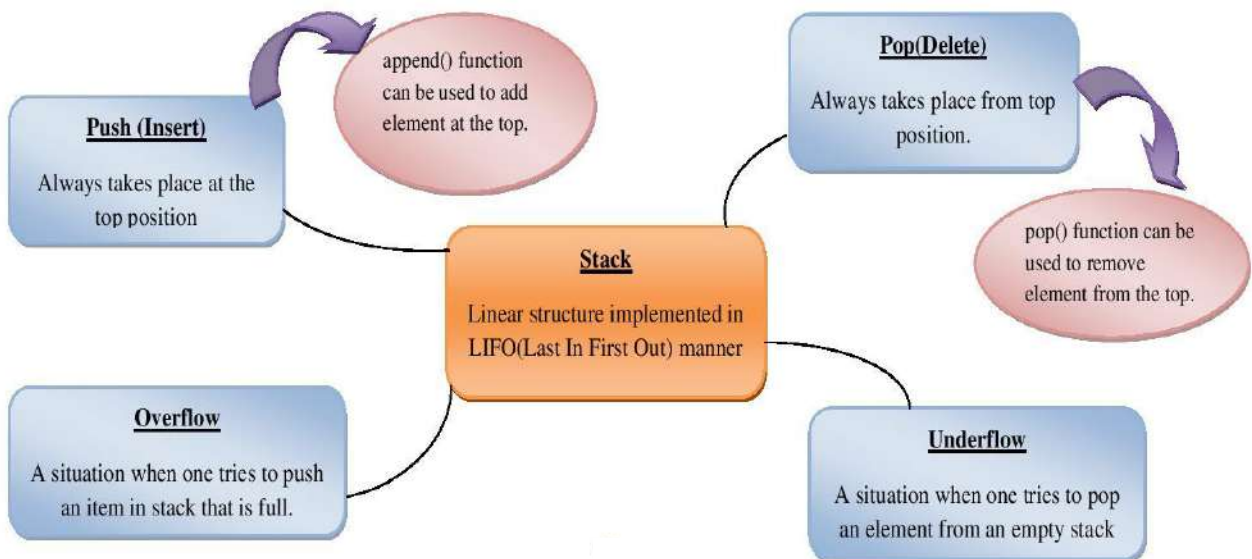 Push (Insert)
Always takes place at the
top position
append() function
can be used to add
element at the top.
Pop(Delete)
Always takes place from top
position.
pop() function can be
used to remove
element from the top.
Stack
Linear structure implemented in
LIFO(Last In First Out) manner
Overflow
A situation when one tries to push
an item in stack that is full.
Underflow
A situation when one tries to pop
an element from an empty stack